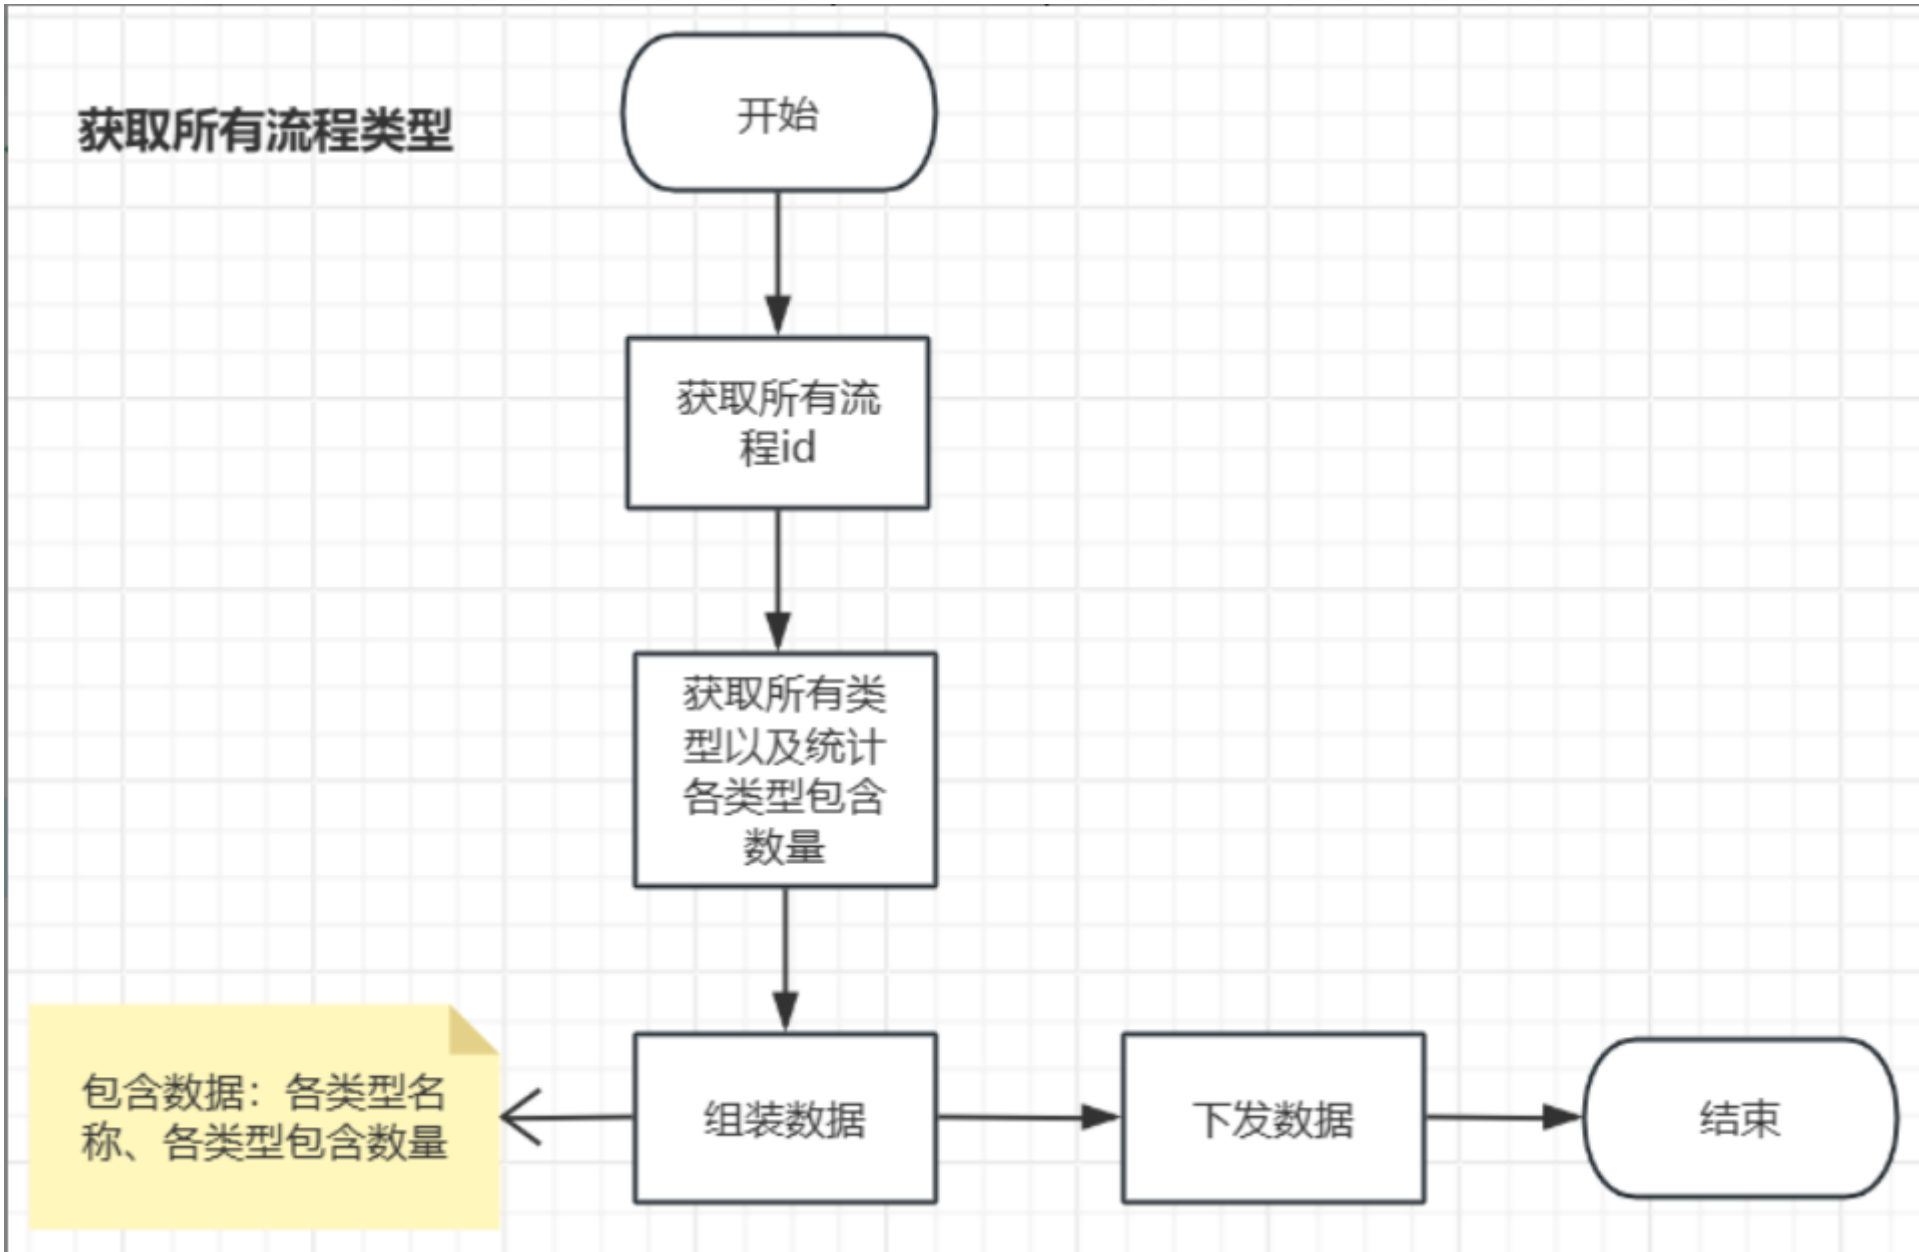 获取所有流程类型
开始
获取所有流
程id
获取所有类
型以及统计
各类型包含
数量
包含数据：各类型名
称、各类型包含数量
组装数据
下发数据
结束